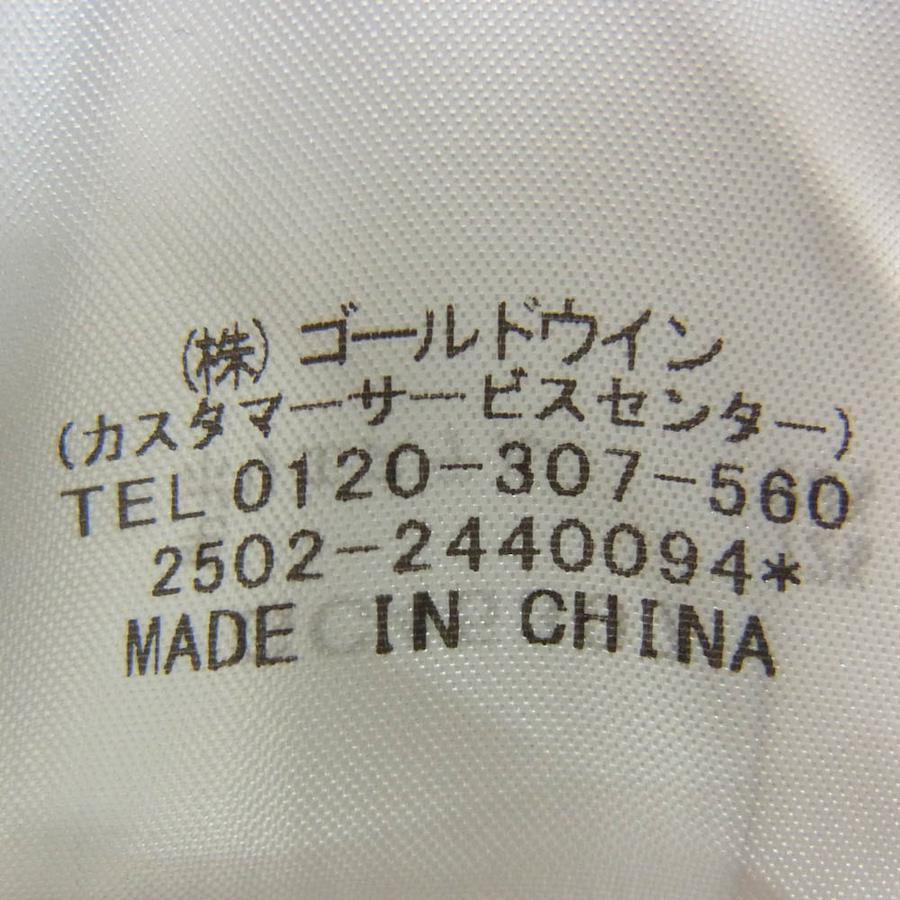 (株)ゴールドウイン
(カスタマーサービスセンター)
TEL 0120-307-560
2502-2440094*
MADE IN CHINA